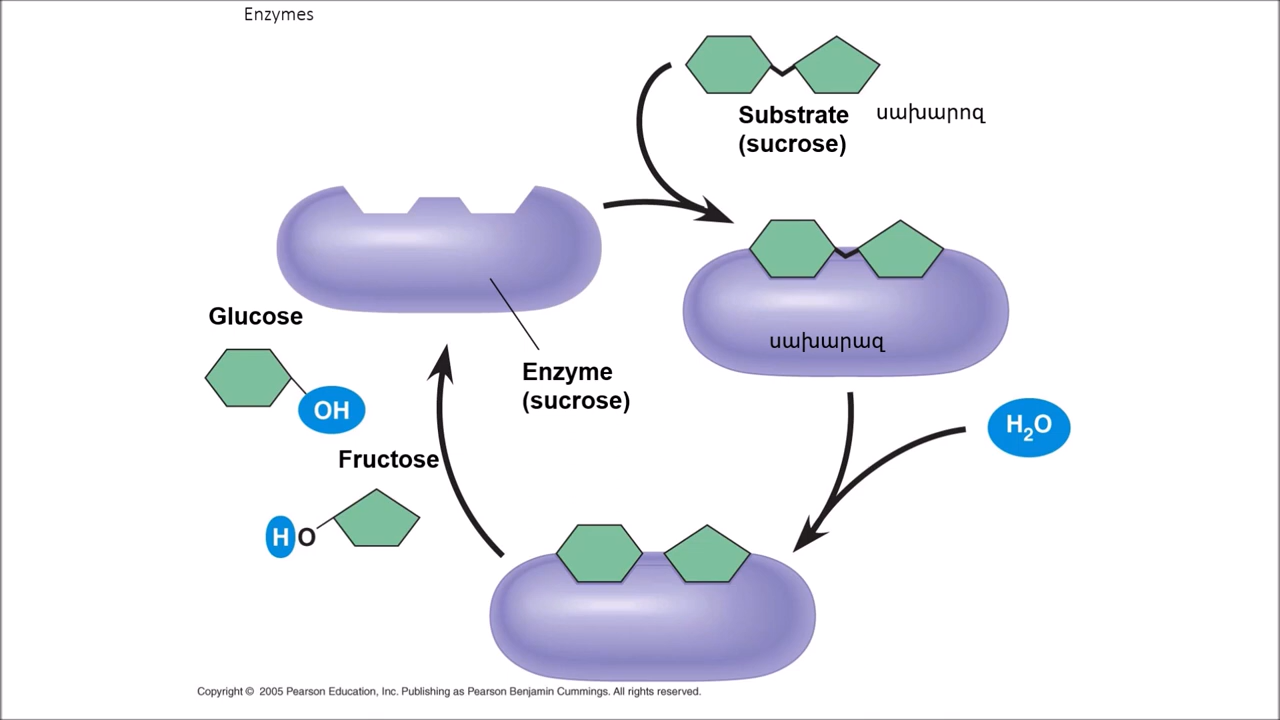 Enzymes
Substrate
(sucrose)
սախարոզ
սախարազ
Glucose
OH
Enzyme
(sucrose)
H₂O
Fructose
HO
Copyright © 2005 Pearson Education, Inc. Publishing as Pearson Benjamin Cummings. All rights reserved.